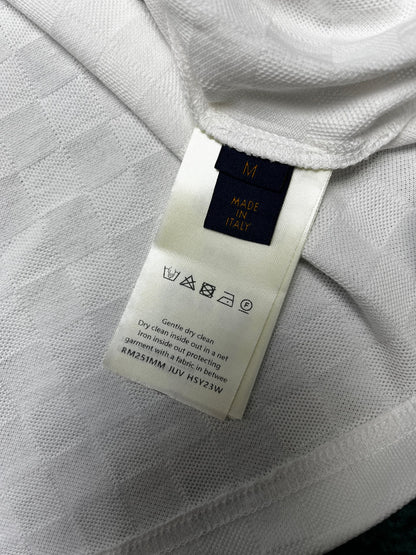 M
MADE
IN
ITALY
Gentle dry clean
Dry clean inside out in a net
Iron inside out protecting
garment with a fabric in betwee
RM251MM JUV HSY23W